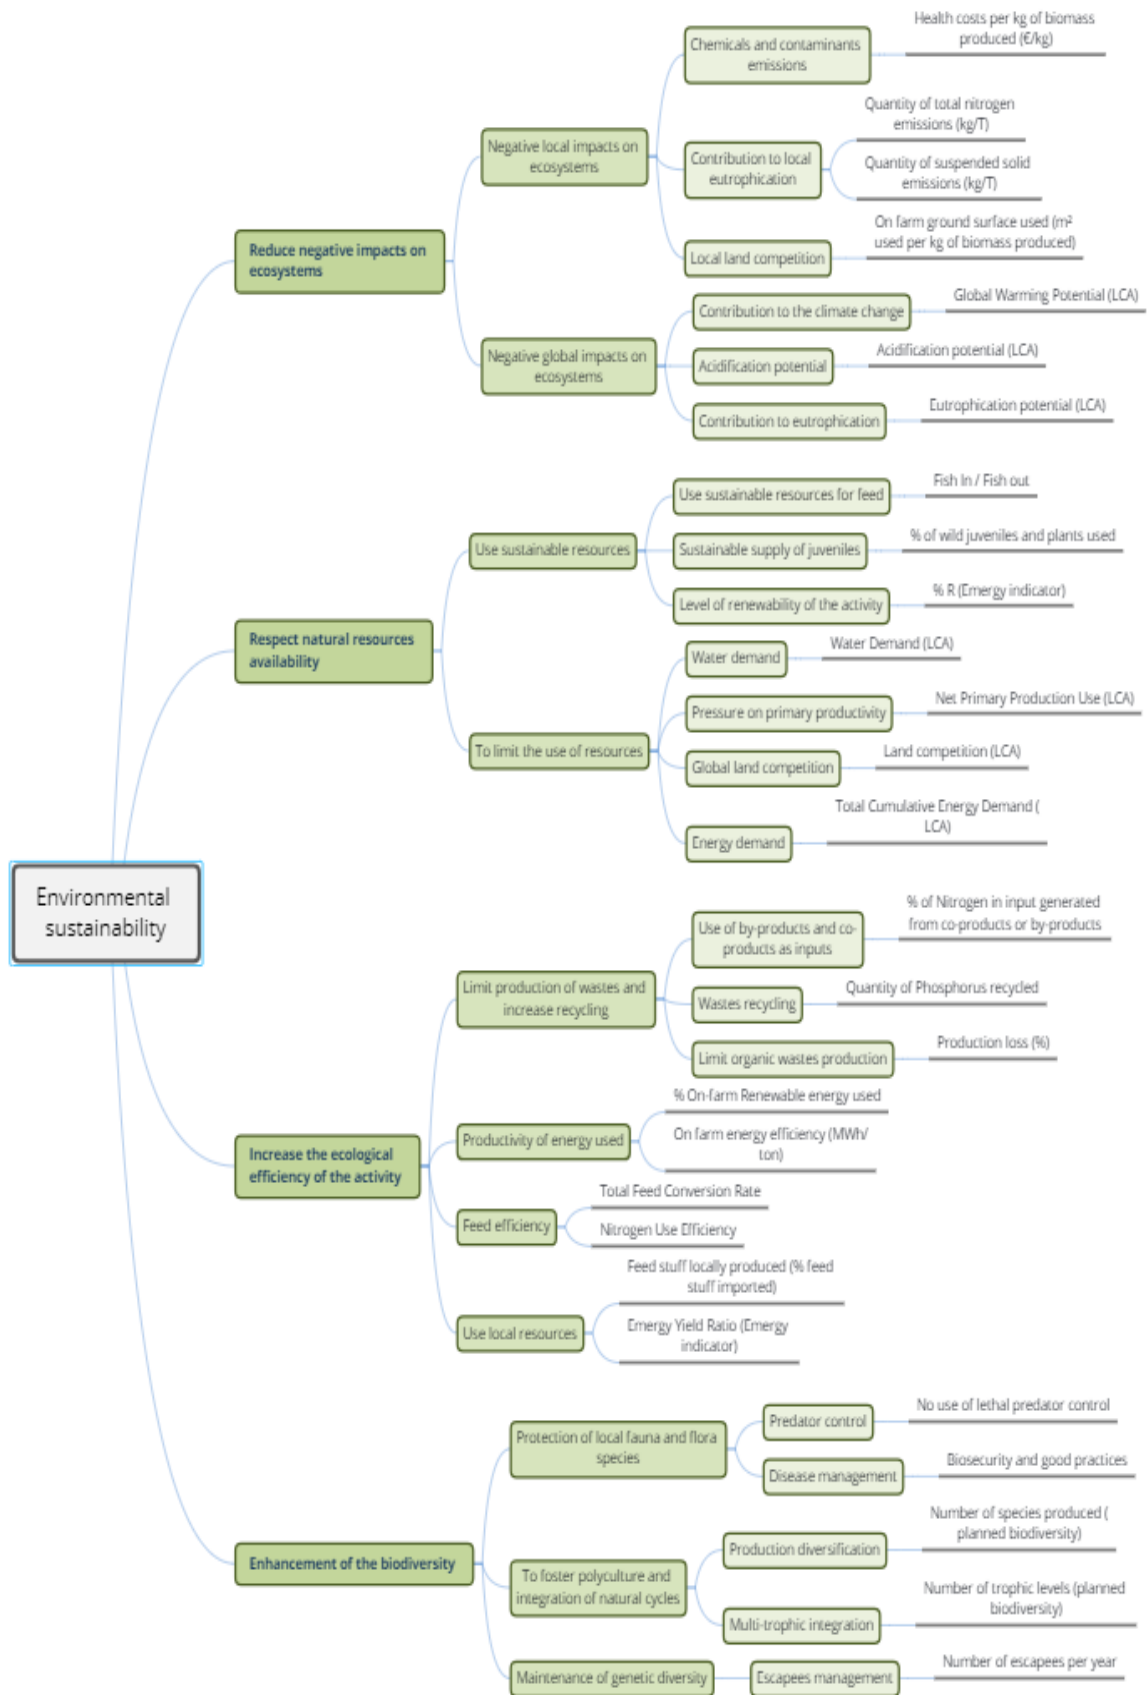 Health costs per kg of biomass
produced (€/kg)
Chemicals and contaminants
emissions
Quantity of total nitrogen
emissions (kg/T)
Negative local impacts on
ecosystems
Contribution to local
eutrophication
Quantity of suspended solid
emissions (kg/T)
On farm ground surface used (m²
used per kg of biomass produced)
Local land competition
Reduce negative impacts on
ecosystems
Global Warming Potential (LCA)
Contribution to the climate change
Negative global impacts on
ecosystems
Acidification potential (LCA)
Acidification potential
Eutrophication potential (LCA)
Contribution to eutrophication
Fish In / Fish out
Use sustainable resources for feed
Use sustainable resources
% of wild juveniles and plants used
Sustainable supply of juveniles
% R (Emergy indicator)
Level of renewability of the activity
Respect natural resources
availability
Water Demand (LCA)
Water demand
Net Primary Production Use (LCA)
Pressure on primary productivity
To limit the use of resources
Land competition (LCA)
Global land competition
Total Cumulative Energy Demand (
LCA)
Energy demand
Environmental
sustainability
% of Nitrogen in input generated
from co-products or by-products
Use of by-products and co-
products as inputs
Limit production of wastes and
increase recycling
Quantity of Phosphorus recycled
Wastes recycling
Production loss (%)
Limit organic wastes production
% On-farm Renewable energy used
Productivity of energy used
On farm energy efficiency (MWh/
ton)
Increase the ecological
efficiency of the activity
Total Feed Conversion Rate
Feed efficiency
Nitrogen Use Efficiency
Feed stuff locally produced (% feed
stuff imported)
Use local resources
Emergy Yield Ratio (Emergy
indicator)
No use of lethal predator control
Predator control
Protection of local fauna and flora
species
Biosecurity and good practices
Disease management
Number of species produced (
planned biodiversity)
Production diversification
Enhancement of the biodiversity
To foster polyculture and
integration of natural cycles
Number of trophic levels (planned
biodiversity)
Multi-trophic integration
Number of escapees per year
Maintenance of genetic diversity
Escapees management